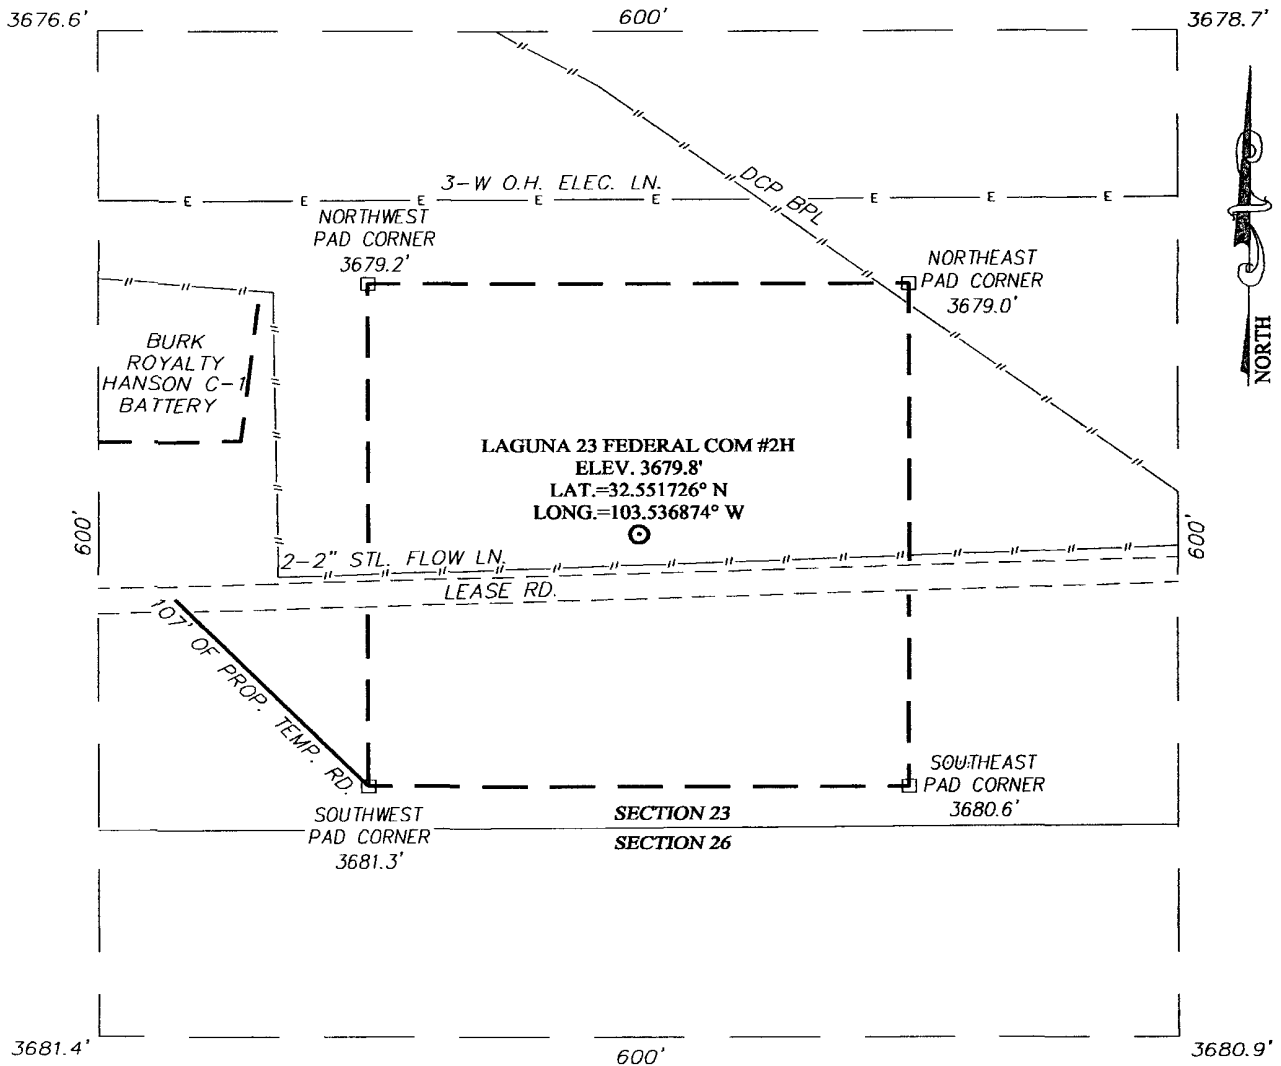 3676.6'
600'
3678.7'
3-W O.H. ELEC. LN.
DCP BPL
E E E E E E E E
NORTHWEST
PAD CORNER
3679.2'
NORTHEAST
PAD CORNER
3679.0'
NORTH
BURK
ROYALTY
HANSON C-1
BATTERY
LAGUNA 23 FEDERAL COM #2H
ELEV. 3679.8'
LAT.=32.551726° N
LONG.=103.536874° W
600'
600'
2-2" STL. FLOW LN.
LEASE RD.
107' OF PROP. TEMP. RD.
SOUTHWEST
PAD CORNER
3681.3'
SECTION 23
SECTION 26
SOUTHEAST
PAD CORNER
3680.6'
3681.4'
600'
3680.9'